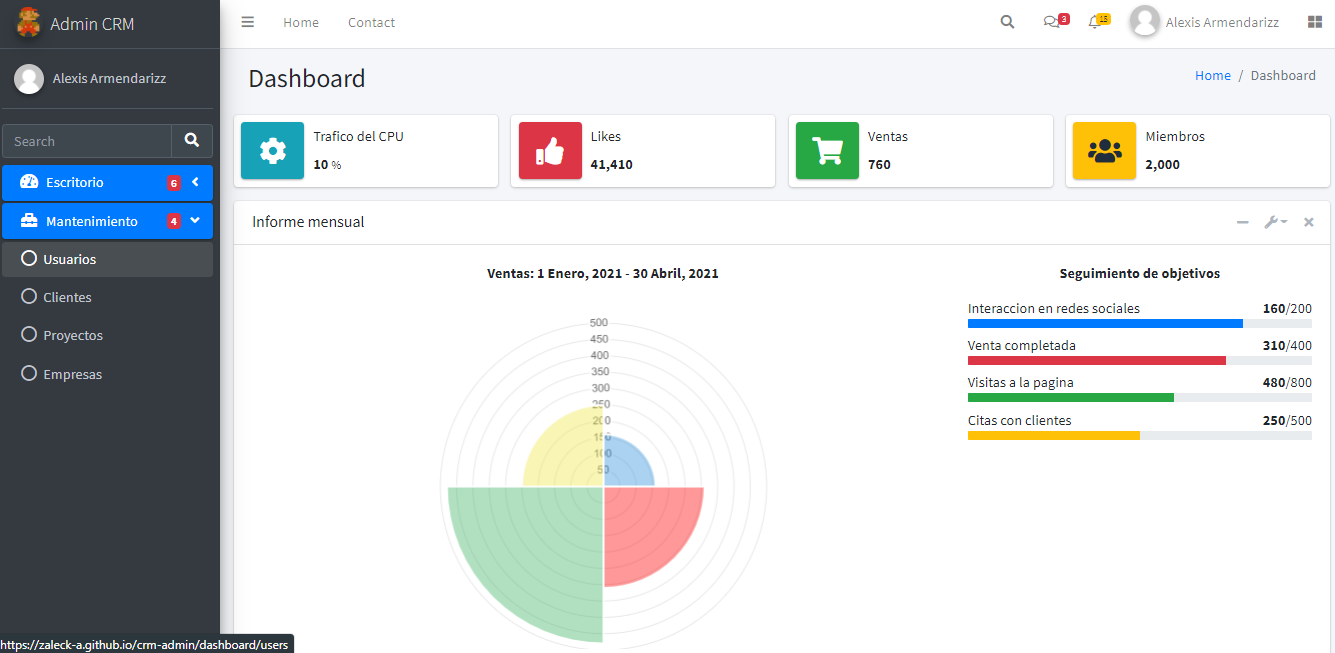 Admin CRM
Home
Contact
3
15
Alexis Armendarizz
Alexis Armendarizz
Search
Escritorio
6
Mantenimiento
4
Usuarios
Clientes
Proyectos
Empresas
Dashboard
Home / Dashboard
Trafico del CPU
10 %
Likes
41,410
Ventas
760
Miembros
2,000
Informe mensual
Ventas: 1 Enero, 2021 - 30 Abril, 2021
500
450
400
350
300
250
200
150
100
50
Seguimiento de objetivos
Interaccion en redes sociales 160/200
Venta completada 310/400
Visitas a la pagina 480/800
Citas con clientes 250/500
https://zaleck-a.github.io/crm-admin/dashboard/users